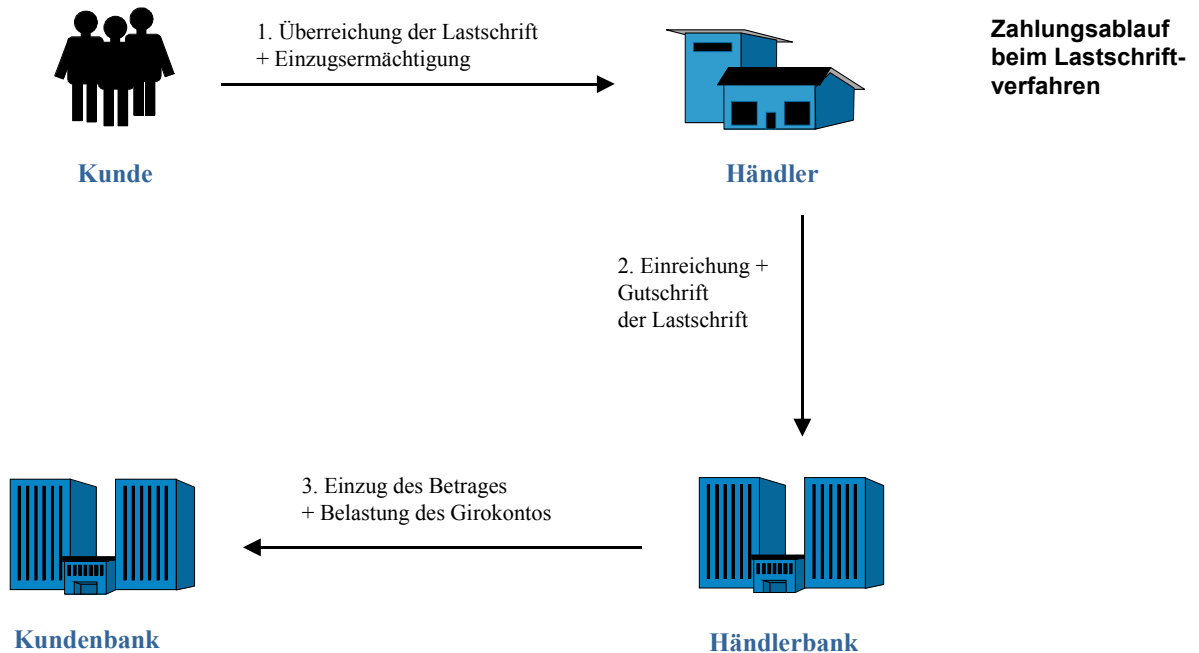 1. Überreichung der Lastschrift
+ Einzugsermächtigung
Zahlungsablauf
beim Lastschrift-
verfahren
Kunde
Händler
2. Einreichung +
Gutschrift
der Lastschrift
3. Einzug des Betrages
+ Belastung des Girokontos
Kundenbank
Händlerbank